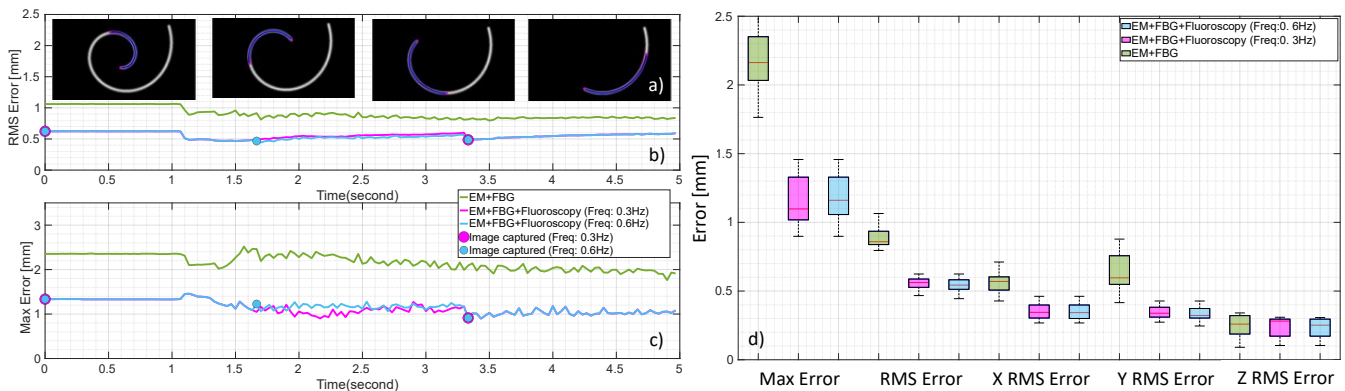 2.5
2
1.5
1
0.5
0
RMS Error [mm]
a)
b)
0
0.5
1
1.5
2
2.5
3
3.5
4
4.5
5
Time(second)
EM+FBG
EM+FBG+Fluoroscopy (Freq: 0.3Hz)
EM+FBG+Fluoroscopy (Freq: 0.6Hz)
Image captured (Freq: 0.3Hz)
Image captured (Freq: 0.6Hz)
3
2
1
0
Max Error [mm]
c)
0
0.5
1
1.5
2
2.5
3
3.5
4
4.5
5
Time(second)
2.5
2
1.5
1
0.5
0
Error [mm]
EM+FBG+Fluoroscopy (Freq:0. 6Hz)
EM+FBG+Fluoroscopy (Freq:0. 3Hz)
EM+FBG
d)
Max Error
RMS Error
X RMS Error
Y RMS Error
Z RMS Error